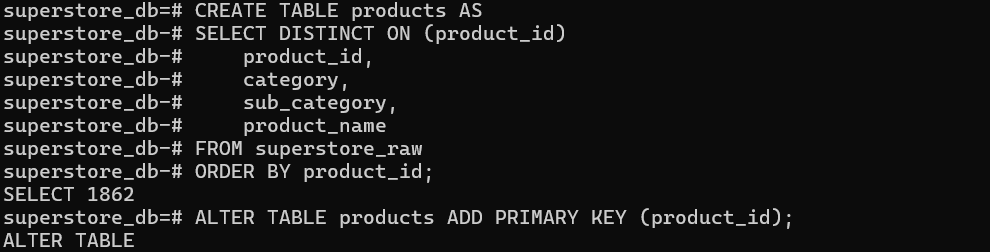 superstore_db=# CREATE TABLE products AS
superstore_db-# SELECT DISTINCT ON (product_id)
superstore_db-#     product_id,
superstore_db-#     category,
superstore_db-#     sub_category,
superstore_db-#     product_name
superstore_db-# FROM superstore_raw
superstore_db-# ORDER BY product_id;
SELECT 1862
superstore_db=# ALTER TABLE products ADD PRIMARY KEY (product_id);
ALTER TABLE